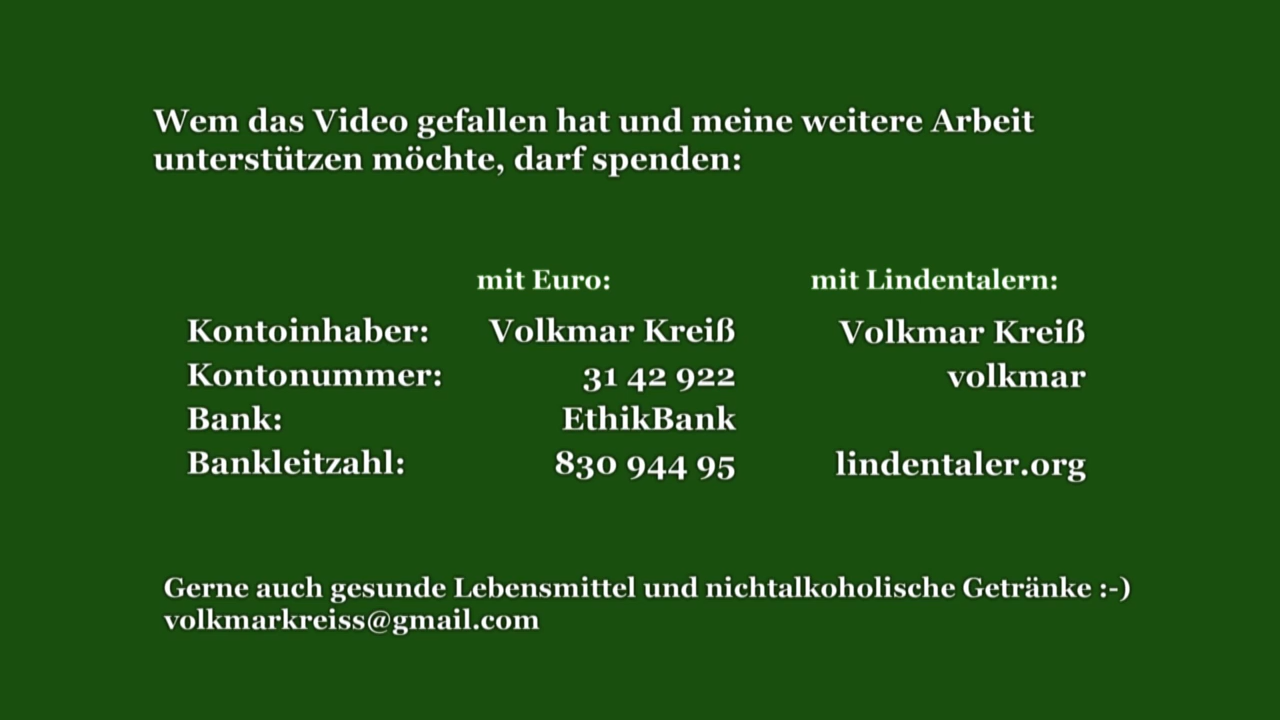 Wem das Video gefallen hat und meine weitere Arbeit
unterstützen möchte, darf spenden:
mit Euro: mit Lindentalern:
Kontoinhaber: Volkmar Kreiß Volkmar Kreiß
Kontonummer: 31 42 922 volkmar
Bank: EthikBank
Bankleitzahl: 830 944 95 lindentaler.org
Gerne auch gesunde Lebensmittel und nichtalkoholische Getränke :-)
volkmarkreiss@gmail.com